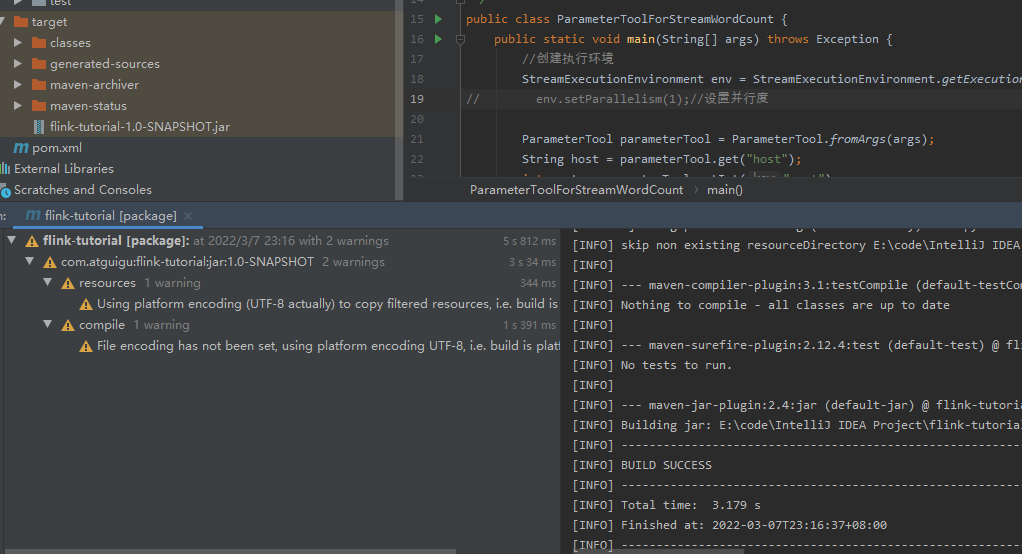 test
target
classes
generated-sources
maven-archiver
maven-status
flink-tutorial-1.0-SNAPSHOT.jar
pom.xml
External Libraries
Scratches and Consoles
15 public class ParameterToolForStreamWordCount {
16 public static void main(String[] args) throws Exception {
17 //创建执行环境
18 StreamExecutionEnvironment env = StreamExecutionEnvironment.getExecution
19 // env.setParallelism(1);//设置并行度
20
21 ParameterTool parameterTool = ParameterTool.fromArgs(args);
22 String host = parameterTool.get("host");
ParameterToolForStreamWordCount › main()
flink-tutorial [package] ×
flink-tutorial [package]: at 2022/3/7 23:16 with 2 warnings 5 s 812 ms
com.atguigu:flink-tutorial:jar:1.0-SNAPSHOT 2 warnings 3 s 34 ms
resources 1 warning 344 ms
Using platform encoding (UTF-8 actually) to copy filtered resources, i.e. build is
compile 1 warning 1 s 391 ms
File encoding has not been set, using platform encoding UTF-8, i.e. build is plat
[INFO] skip non existing resourceDirectory E:\code\IntelliJ IDEA
[INFO]
[INFO] --- maven-compiler-plugin:3.1:testCompile (default-testCom
[INFO] Nothing to compile - all classes are up to date
[INFO]
[INFO] --- maven-surefire-plugin:2.12.4:test (default-test) @ fli
[INFO] No tests to run.
[INFO]
[INFO] --- maven-jar-plugin:2.4:jar (default-jar) @ flink-tutoria
[INFO] Building jar: E:\code\IntelliJ IDEA Project\flink-tutorial
[INFO] ------------------------------------------------------------
[INFO] BUILD SUCCESS
[INFO] ------------------------------------------------------------
[INFO] Total time: 3.179 s
[INFO] Finished at: 2022-03-07T23:16:37+08:00
[INFO] ------------------------------------------------------------